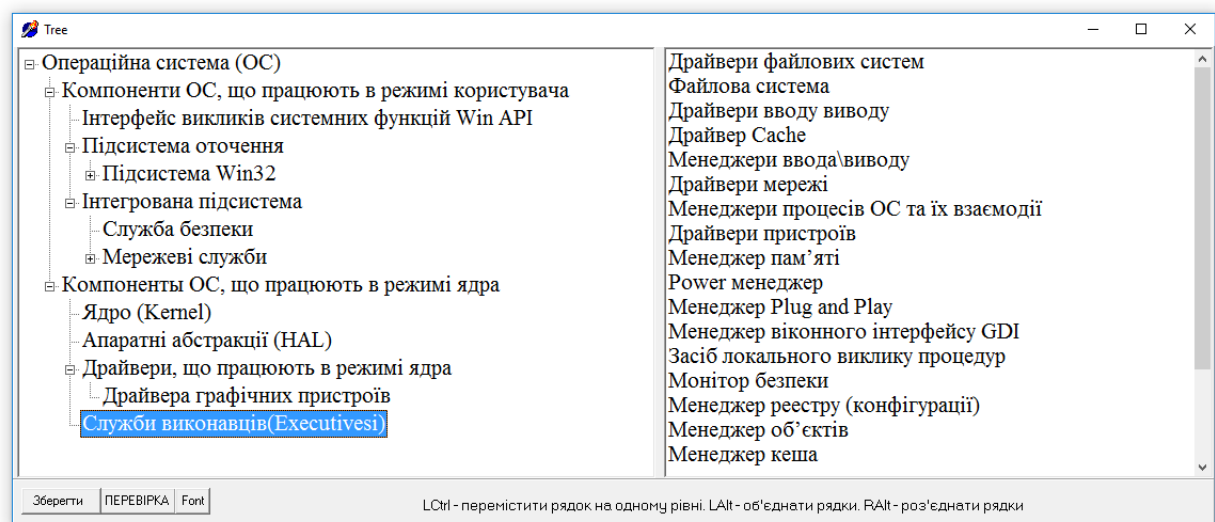 Tree
Операційна система (ОС)
Компоненти ОС, що працюють в режимі користувача
Інтерфейс викликів системних функцій Win API
Підсистема оточення
Підсистема Win32
Інтегрована підсистема
Служба безпеки
Мережеві служби
Компоненты ОС, що працюють в режимі ядра
Ядро (Kernel)
Апаратні абстракції (HAL)
Драйвери, що працюють в режимі ядра
Драйвера графічних пристроїв
Служби виконавців(Executivesi)
Драйвери файлових систем
Файлова система
Драйвери вводу виводу
Драйвер Cache
Менеджери ввода\виводу
Драйвери мережі
Менеджери процесів ОС та їх взаємодії
Драйвери пристроїв
Менеджер пам’яті
Power менеджер
Менеджер Plug and Play
Менеджер віконного інтерфейсу GDI
Засіб локального виклику процедур
Монітор безпеки
Менеджер реестру (конфігурації)
Менеджер об’єктів
Менеджер кеша
Зберегти ПЕРЕВІРКА Font
LCtrl - перемістити рядок на одному рівні. LAlt - об'єднати рядки. RAlt - роз'єднати рядки